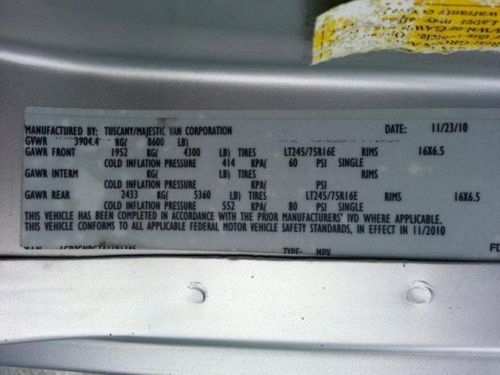 MANUFACTURED BY: TUSCANY/MAJESTIC VAN CORPORATION DATE: 11/23/10
GVWR 3904.4 KG/ 8600 LB)
GAWR FRONT 1952 KG/ 4300 LB) TIRES LT245/75R16E RIMS 16X6.5
COLD INFLATION PRESSURE 414 KPA/ 60 PSI SINGLE
GAWR INTERM KG/ LB) TIRES RIMS
COLD INFLATION PRESSURE KPA/ PSI
GAWR REAR 2433 KG/ 5360 LB) TIRES LT245/75R16E RIMS 16X6.5
COLD INFLATION PRESSURE 552 KPA/ 80 PSI SINGLE
THIS VEHICLE HAS BEEN COMPLETED IN ACCORDANCE WITH THE PRIOR MANUFACTURERS' IVD WHERE APPLICABLE.
THIS VEHICLE CONFORMS TO ALL APPLICABLE FEDERAL MOTOR VEHICLE SAFETY STANDARDS, IN EFFECT IN 11/2010
TYPE: MPV